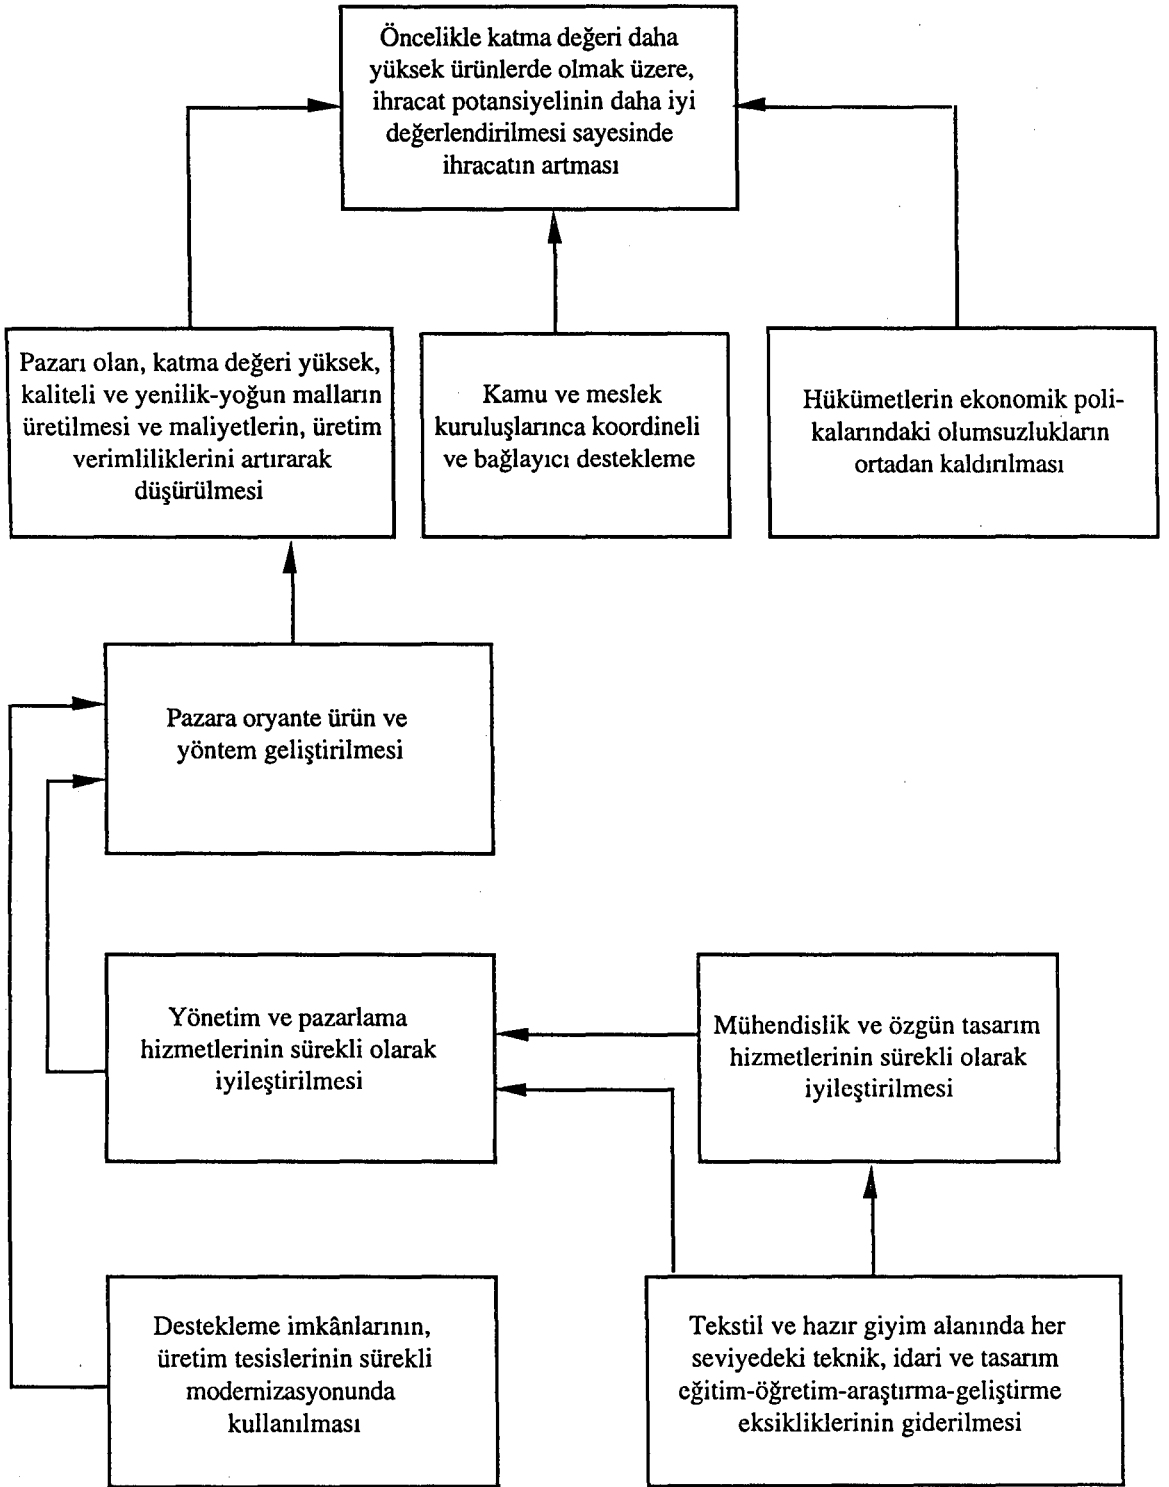 Öncelikle katma değeri daha
yüksek ürünlerde olmak üzere,
ihracat potansiyelinin daha iyi
değerlendirilmesi sayesinde
ihracatın artması
Pazarı olan, katma değeri yüksek,
kaliteli ve yenilik-yoğun malların
üretilmesi ve maliyetlerin, üretim
verimliliklerini artırarak
düşürülmesi
Kamu ve meslek
kuruluşlarınca koordineli
ve bağlayıcı destekleme
Hükümetlerin ekonomik poli-
kalarındaki olumsuzlukların
ortadan kaldırılması
Pazara oryante ürün ve
yöntem geliştirilmesi
Yönetim ve pazarlama
hizmetlerinin sürekli olarak
iyileştirilmesi
Mühendislik ve özgün tasarım
hizmetlerinin sürekli olarak
iyileştirilmesi
Destekleme imkânlarının,
üretim tesislerinin sürekli
modernizasyonunda
kullanılması
Tekstil ve hazır giyim alanında her
seviyedeki teknik, idari ve tasarım
eğitim-öğretim-araştırma-geliştirme
eksikliklerinin giderilmesi